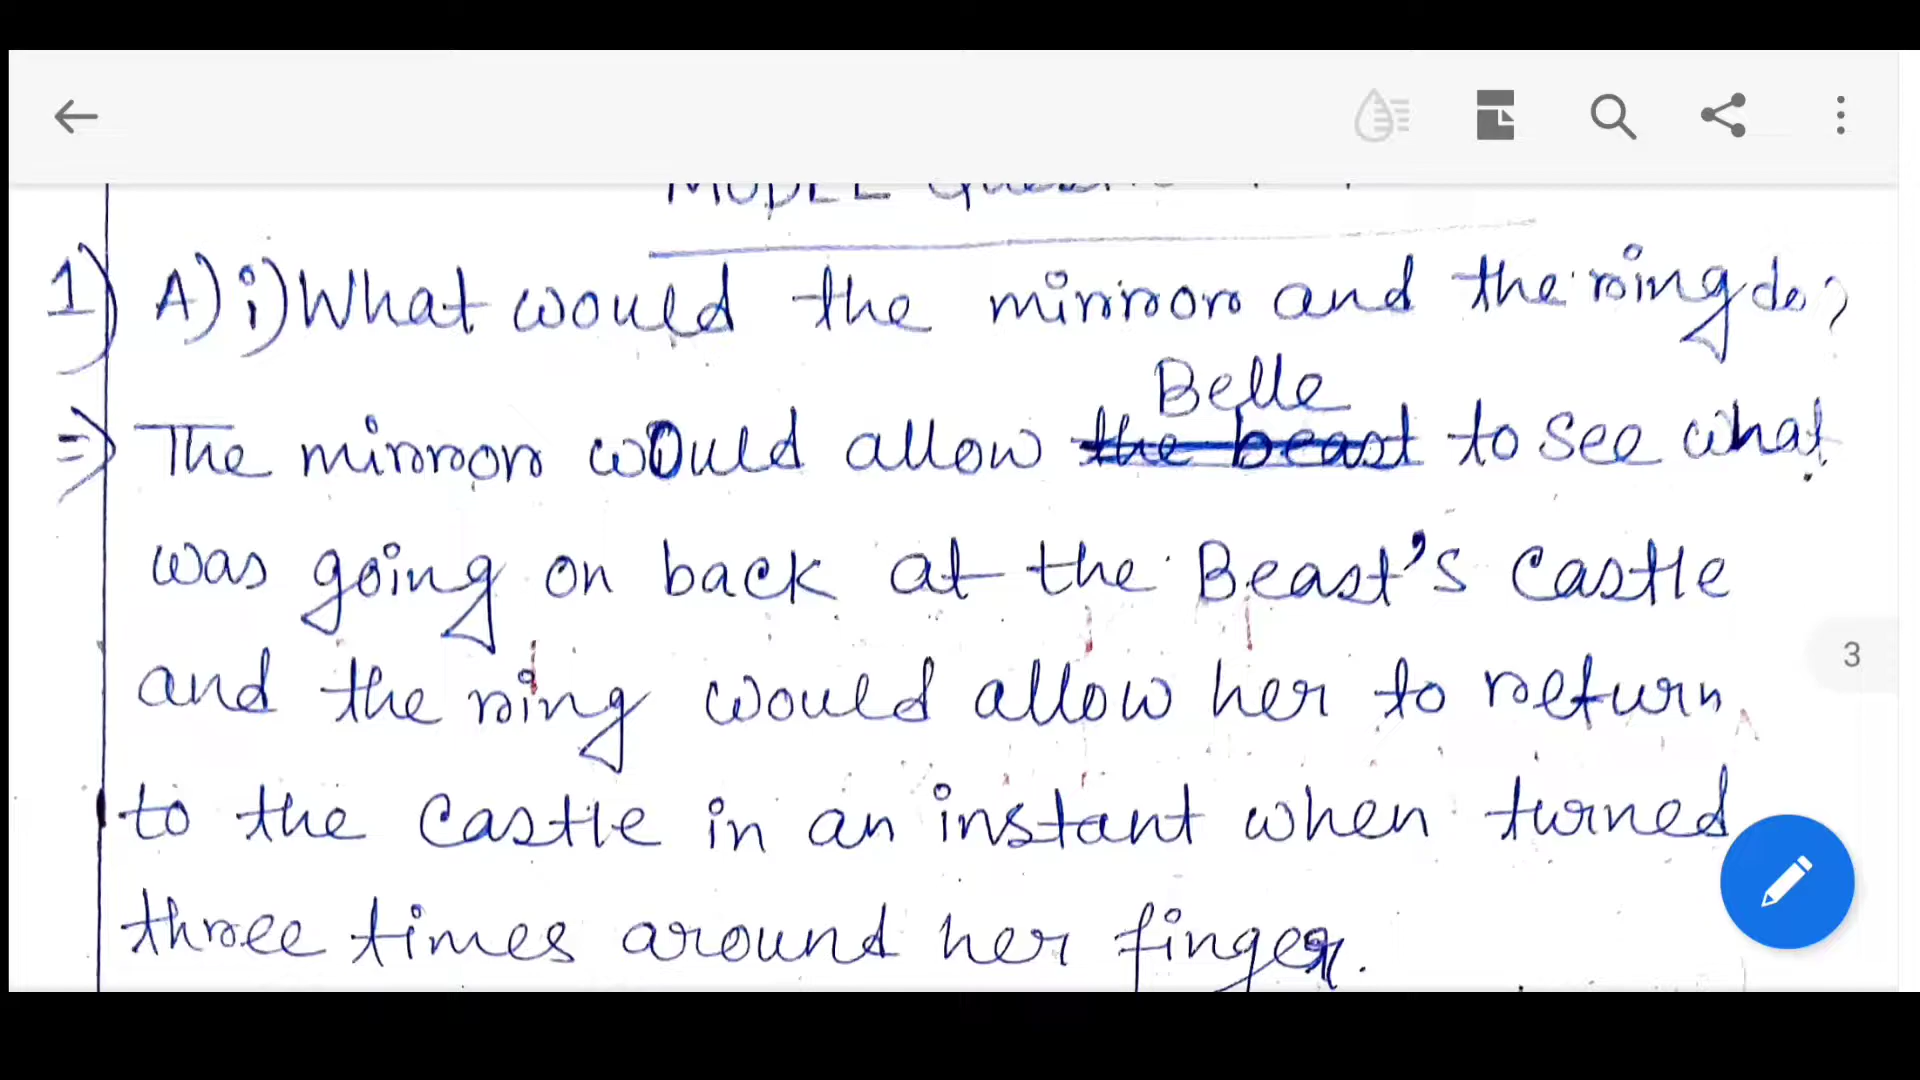 1) A) i) What would the mirror and the ring do?
Belle
=> The mirror would allow the beast to see what
was going on back at the Beast's castle
and the ring would allow her to return
to the castle in an instant when turned
three times around her finger.
3